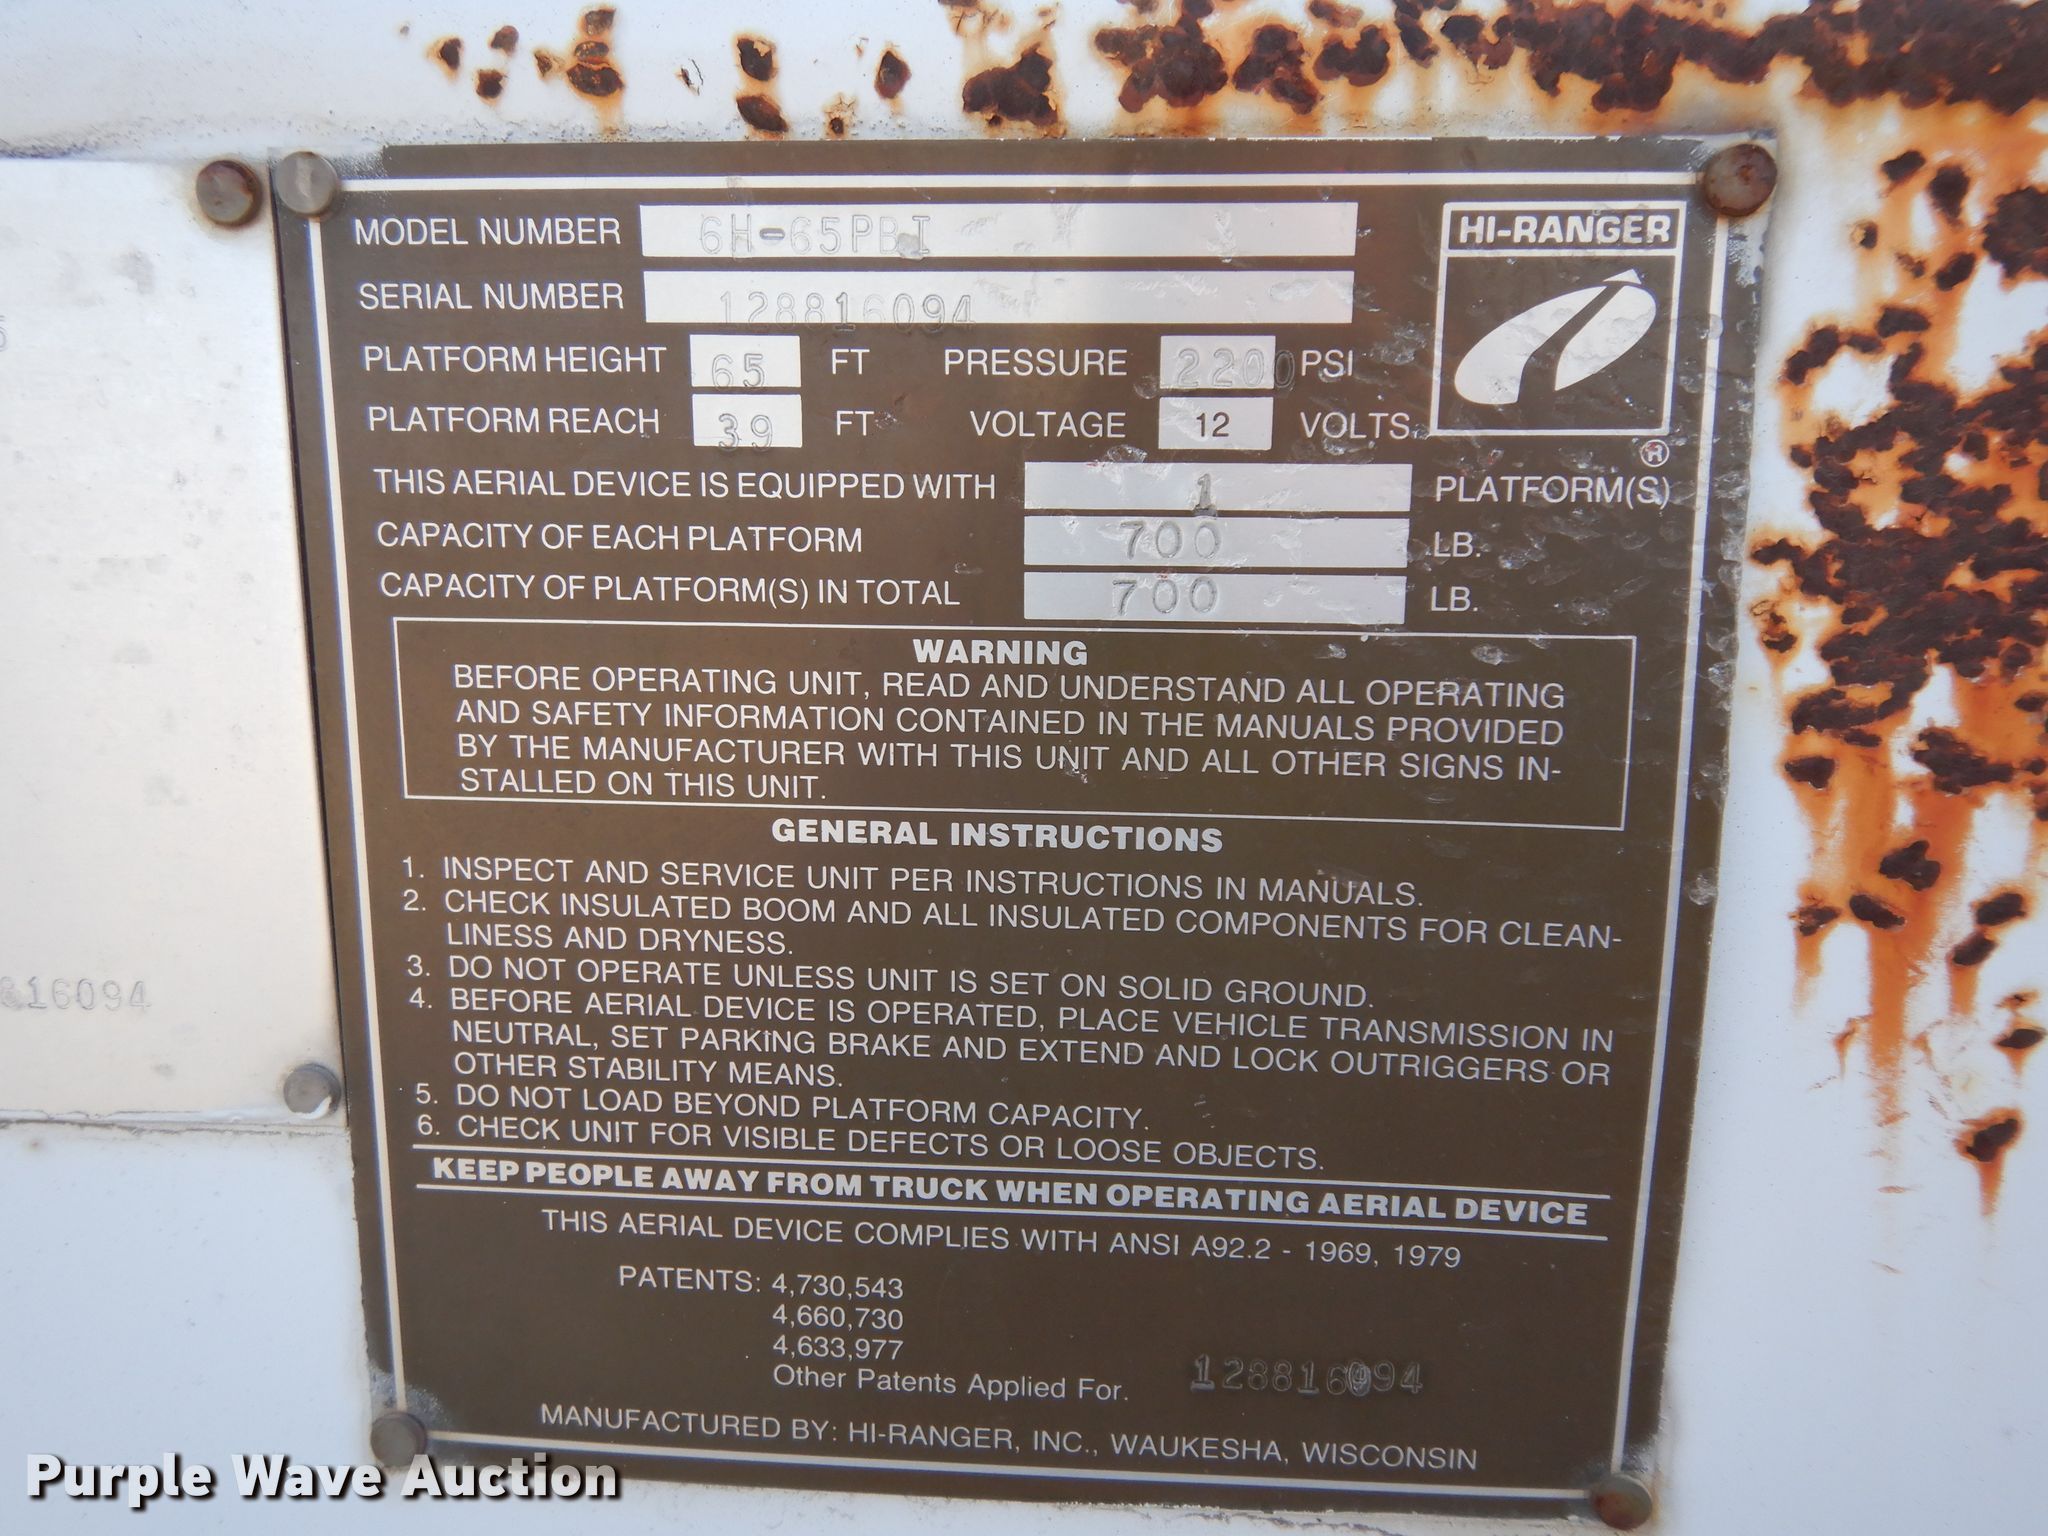 MODEL NUMBER 6H-65PBI
HI-RANGER
SERIAL NUMBER 128816094
PLATFORM HEIGHT 65 FT PRESSURE 2200 PSI
PLATFORM REACH 39 FT VOLTAGE 12 VOLTS
®
THIS AERIAL DEVICE IS EQUIPPED WITH 1 PLATFORM(S)
CAPACITY OF EACH PLATFORM 700 LB.
CAPACITY OF PLATFORM(S) IN TOTAL 700 LB.
WARNING
BEFORE OPERATING UNIT, READ AND UNDERSTAND ALL OPERATING
AND SAFETY INFORMATION CONTAINED IN THE MANUALS PROVIDED
BY THE MANUFACTURER WITH THIS UNIT AND ALL OTHER SIGNS IN-
STALLED ON THIS UNIT.
GENERAL INSTRUCTIONS
1. INSPECT AND SERVICE UNIT PER INSTRUCTIONS IN MANUALS.
2. CHECK INSULATED BOOM AND ALL INSULATED COMPONENTS FOR CLEAN-
LINESS AND DRYNESS.
3. DO NOT OPERATE UNLESS UNIT IS SET ON SOLID GROUND.
4. BEFORE AERIAL DEVICE IS OPERATED, PLACE VEHICLE TRANSMISSION IN
NEUTRAL, SET PARKING BRAKE AND EXTEND AND LOCK OUTRIGGERS OR
OTHER STABILITY MEANS.
5. DO NOT LOAD BEYOND PLATFORM CAPACITY.
6. CHECK UNIT FOR VISIBLE DEFECTS OR LOOSE OBJECTS.
KEEP PEOPLE AWAY FROM TRUCK WHEN OPERATING AERIAL DEVICE
THIS AERIAL DEVICE COMPLIES WITH ANSI A92.2 - 1969, 1979
PATENTS: 4,730,543
4,660,730
4,633,977
Other Patents Applied For. 128816094
MANUFACTURED BY: HI-RANGER, INC., WAUKESHA, WISCONSIN
816094
Purple Wave Auction